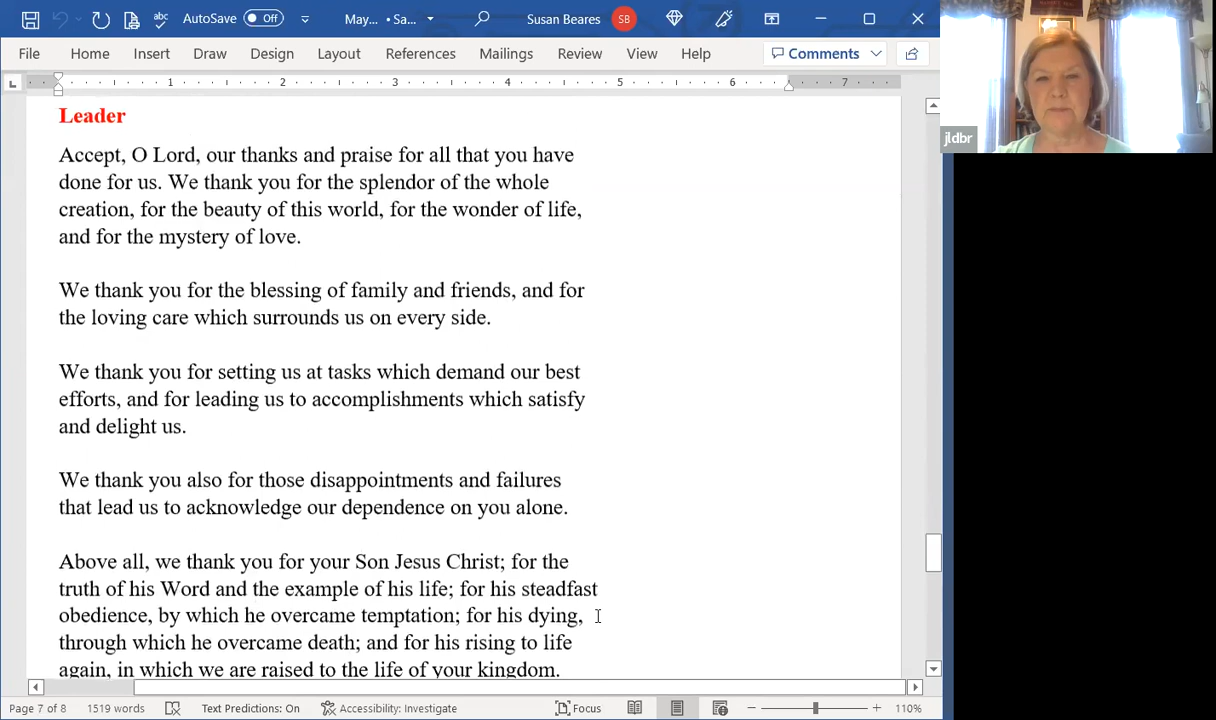 AutoSave Off May... • Sa... Susan Beares SB
File Home Insert Draw Design Layout References Mailings Review View Help Comments
1 2 3 4 5 6 7
Leader
Accept, O Lord, our thanks and praise for all that you have
done for us. We thank you for the splendor of the whole
creation, for the beauty of this world, for the wonder of life,
and for the mystery of love.
We thank you for the blessing of family and friends, and for
the loving care which surrounds us on every side.
We thank you for setting us at tasks which demand our best
efforts, and for leading us to accomplishments which satisfy
and delight us.
We thank you also for those disappointments and failures
that lead us to acknowledge our dependence on you alone.
Above all, we thank you for your Son Jesus Christ; for the
truth of his Word and the example of his life; for his steadfast
obedience, by which he overcame temptation; for his dying,
through which he overcame death; and for his rising to life
again, in which we are raised to the life of your kingdom.
Page 7 of 8 1519 words Text Predictions: On Accessibility: Investigate Focus 110%
jldbr